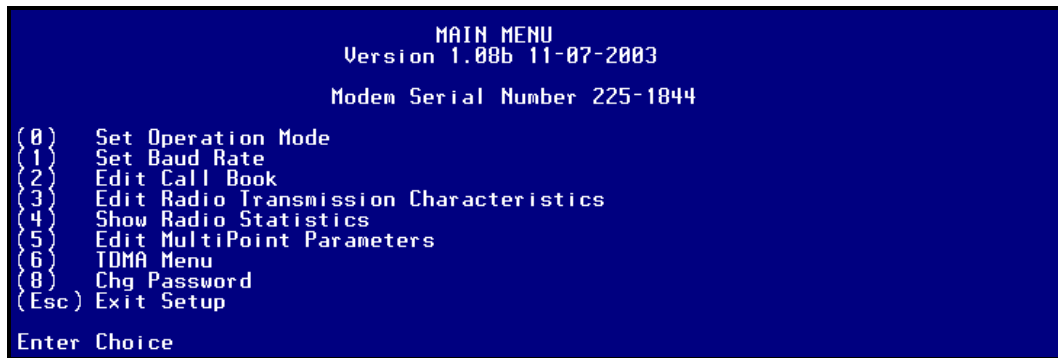 MAIN MENU
Version 1.08b 11-07-2003
Modem Serial Number 225-1844
(0) Set Operation Mode
(1) Set Baud Rate
(2) Edit Call Book
(3) Edit Radio Transmission Characteristics
(4) Show Radio Statistics
(5) Edit MultiPoint Parameters
(6) TDMA Menu
(8) Chg Password
(Esc) Exit Setup
Enter Choice